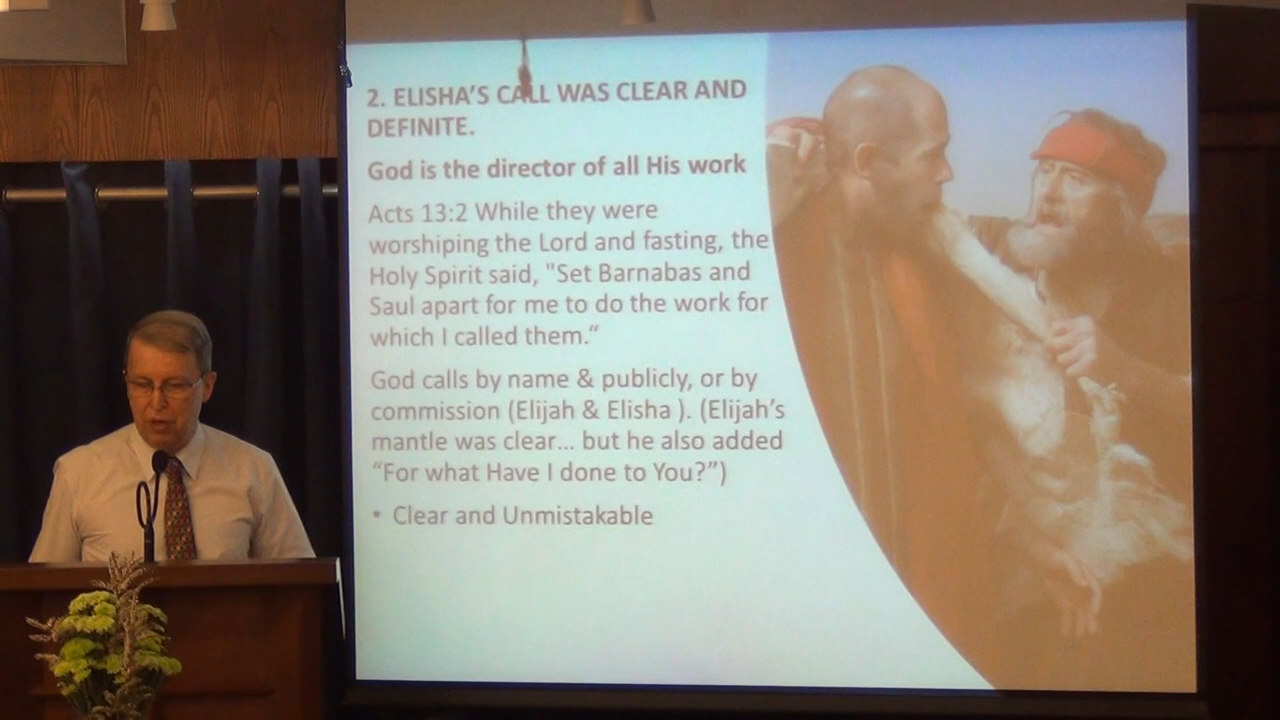 2. ELISHA'S CALL WAS CLEAR AND
DEFINITE.
God is the director of all His work
Acts 13:2 While they were
worshiping the Lord and fasting, the
Holy Spirit said, "Set Barnabas and
Saul apart for me to do the work for
which I called them.“
God calls by name & publicly, or by
commission (Elijah & Elisha ). (Elijah's
mantle was clear... but he also added
“For what Have I done to You?”)
• Clear and Unmistakable